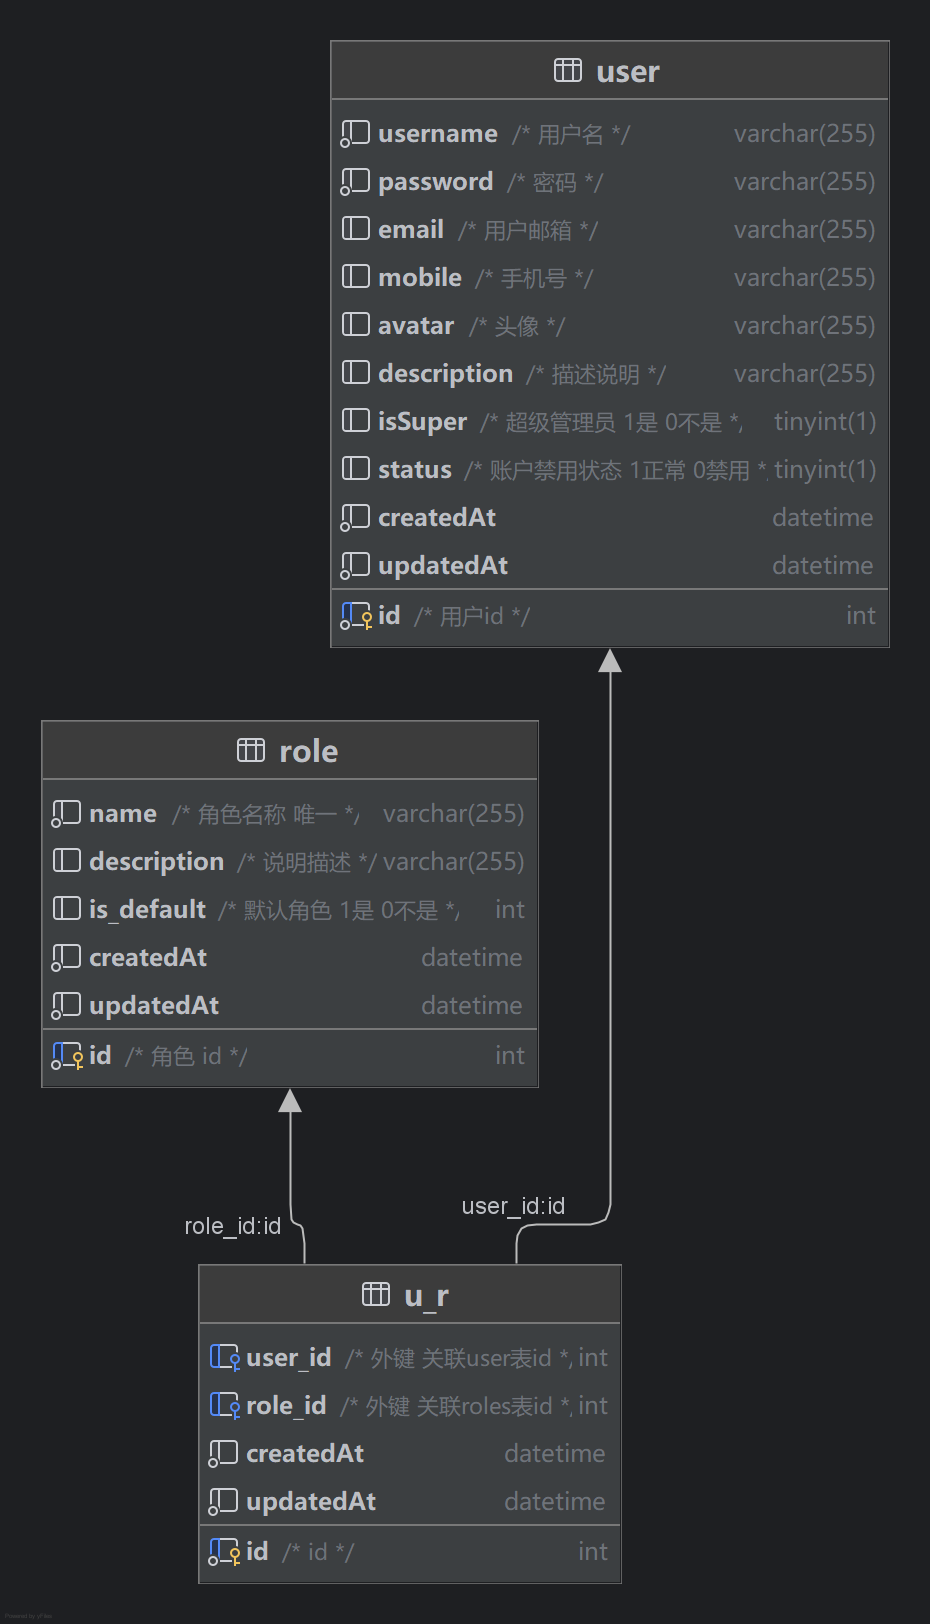 user
username /* 用户名 */ varchar(255)
password /* 密码 */ varchar(255)
email /* 用户邮箱 */ varchar(255)
mobile /* 手机号 */ varchar(255)
avatar /* 头像 */ varchar(255)
description /* 描述说明 */ varchar(255)
isSuper /* 超级管理员 1是 0不是 */ tinyint(1)
status /* 账户禁用状态 1正常 0禁用 * tinyint(1)
createdAt datetime
updatedAt datetime
id /* 用户id */ int
role
name /* 角色名称 唯一 */ varchar(255)
description /* 说明描述 */ varchar(255)
is_default /* 默认角色 1是 0不是 */ int
createdAt datetime
updatedAt datetime
id /* 角色 id */ int
user_id:id
role_id:id
u_r
user_id /* 外键 关联user表id */ int
role_id /* 外键 关联roles表id */ int
createdAt datetime
updatedAt datetime
id /* id */ int
Powered by yFiles